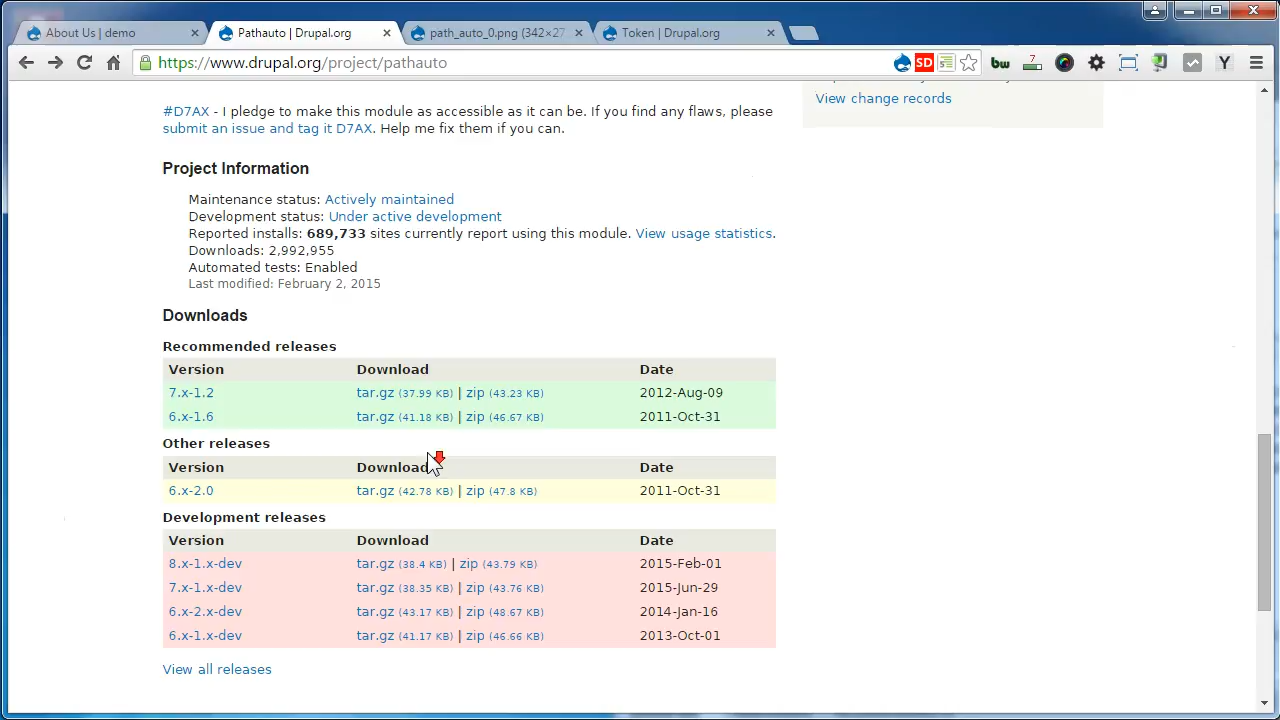 About Us | demo
Pathauto | Drupal.org
path_auto_0.png (342×27
Token | Drupal.org
https://www.drupal.org/project/pathauto
SD
bw
7
Y
View change records
#D7AX - I pledge to make this module as accessible as it can be. If you find any flaws, please
submit an issue and tag it D7AX. Help me fix them if you can.
Project Information
Maintenance status: Actively maintained
Development status: Under active development
Reported installs: 689,733 sites currently report using this module. View usage statistics.
Downloads: 2,992,955
Automated tests: Enabled
Last modified: February 2, 2015
Downloads
Recommended releases
Version Download Date
7.x-1.2 tar.gz (37.99 KB) | zip (43.23 KB) 2012-Aug-09
6.x-1.6 tar.gz (41.18 KB) | zip (46.67 KB) 2011-Oct-31
Other releases
Version Download Date
6.x-2.0 tar.gz (42.78 KB) | zip (47.8 KB) 2011-Oct-31
Development releases
Version Download Date
8.x-1.x-dev tar.gz (38.4 KB) | zip (43.79 KB) 2015-Feb-01
7.x-1.x-dev tar.gz (38.35 KB) | zip (43.76 KB) 2015-Jun-29
6.x-2.x-dev tar.gz (43.17 KB) | zip (48.67 KB) 2014-Jan-16
6.x-1.x-dev tar.gz (41.17 KB) | zip (46.66 KB) 2013-Oct-01
View all releases